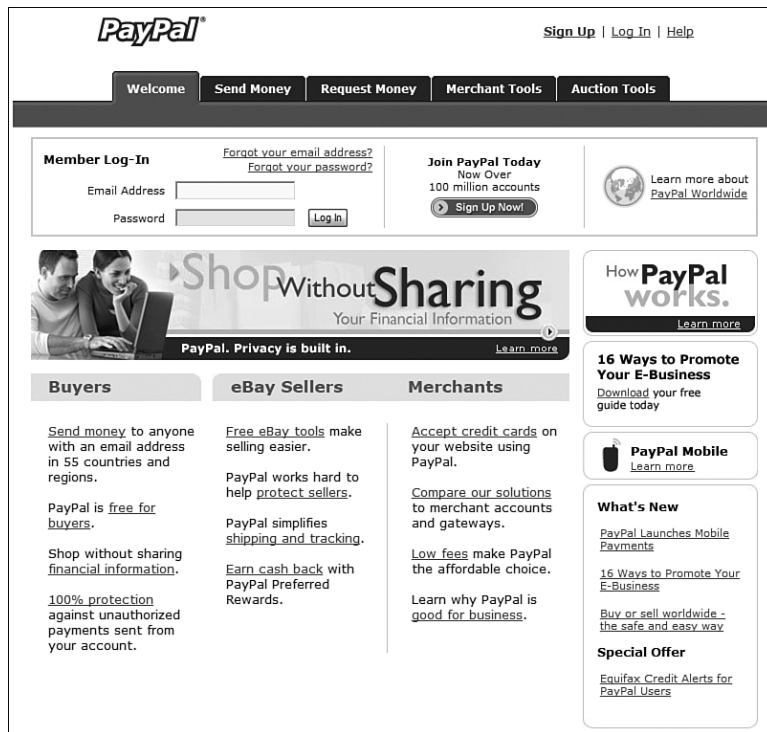 PayPal®
Sign Up | Log In | Help
Welcome
Send Money
Request Money
Merchant Tools
Auction Tools
Member Log-In
Forgot your email address?
Forgot your password?
Email Address
Password
Log In
Join PayPal Today
Now Over
100 million accounts
Sign Up Now!
Learn more about
PayPal Worldwide
Shop Without Sharing
Your Financial Information
PayPal. Privacy is built in.
Learn more
How PayPal
works.
Learn more
16 Ways to Promote
Your E-Business
Download your free
guide today
PayPal Mobile
Learn more
Buyers
Send money to anyone
with an email address
in 55 countries and
regions.
PayPal is free for
buyers.
Shop without sharing
financial information.
100% protection
against unauthorized
payments sent from
your account.
eBay Sellers
Free eBay tools make
selling easier.
PayPal works hard to
help protect sellers.
PayPal simplifies
shipping and tracking.
Earn cash back with
PayPal Preferred
Rewards.
Merchants
Accept credit cards on
your website using
PayPal.
Compare our solutions
to merchant accounts
and gateways.
Low fees make PayPal
the affordable choice.
Learn why PayPal is
good for business.
What's New
PayPal Launches Mobile
Payments
16 Ways to Promote Your
E-Business
Buy or sell worldwide -
the safe and easy way
Special Offer
Equifax Credit Alerts for
PayPal Users